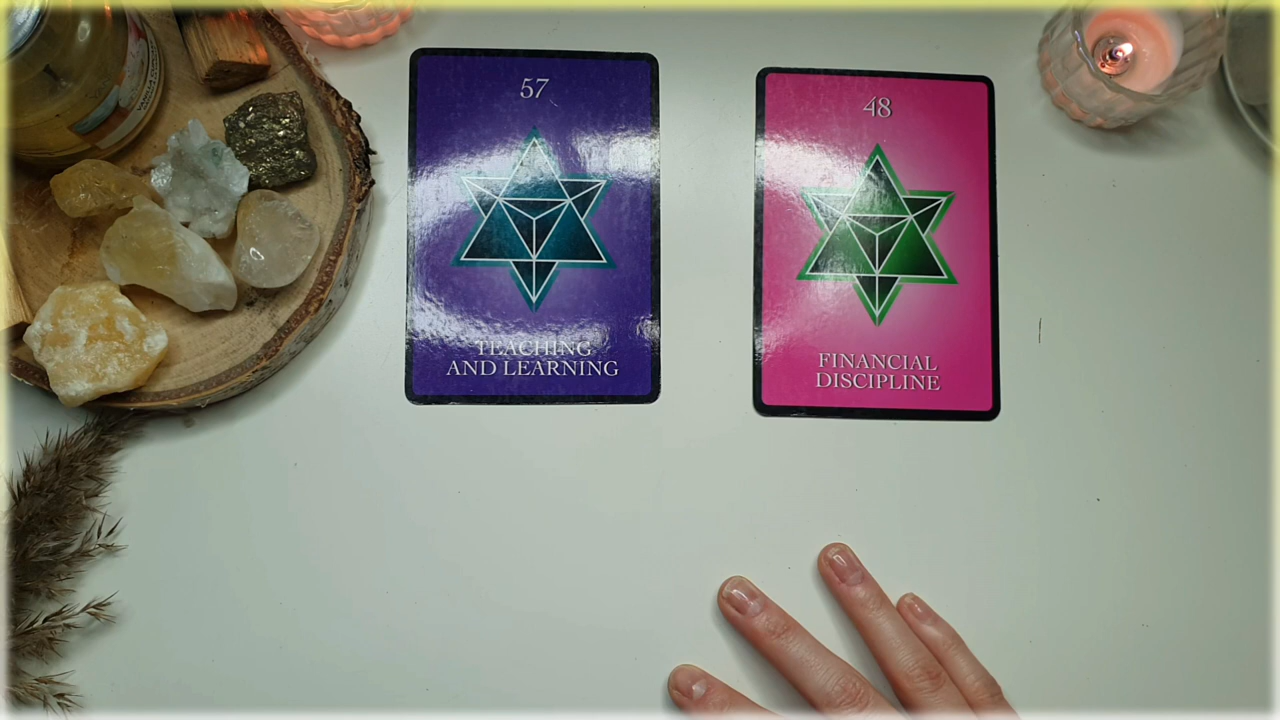 57
TEACHING
AND LEARNING
48
FINANCIAL
DISCIPLINE